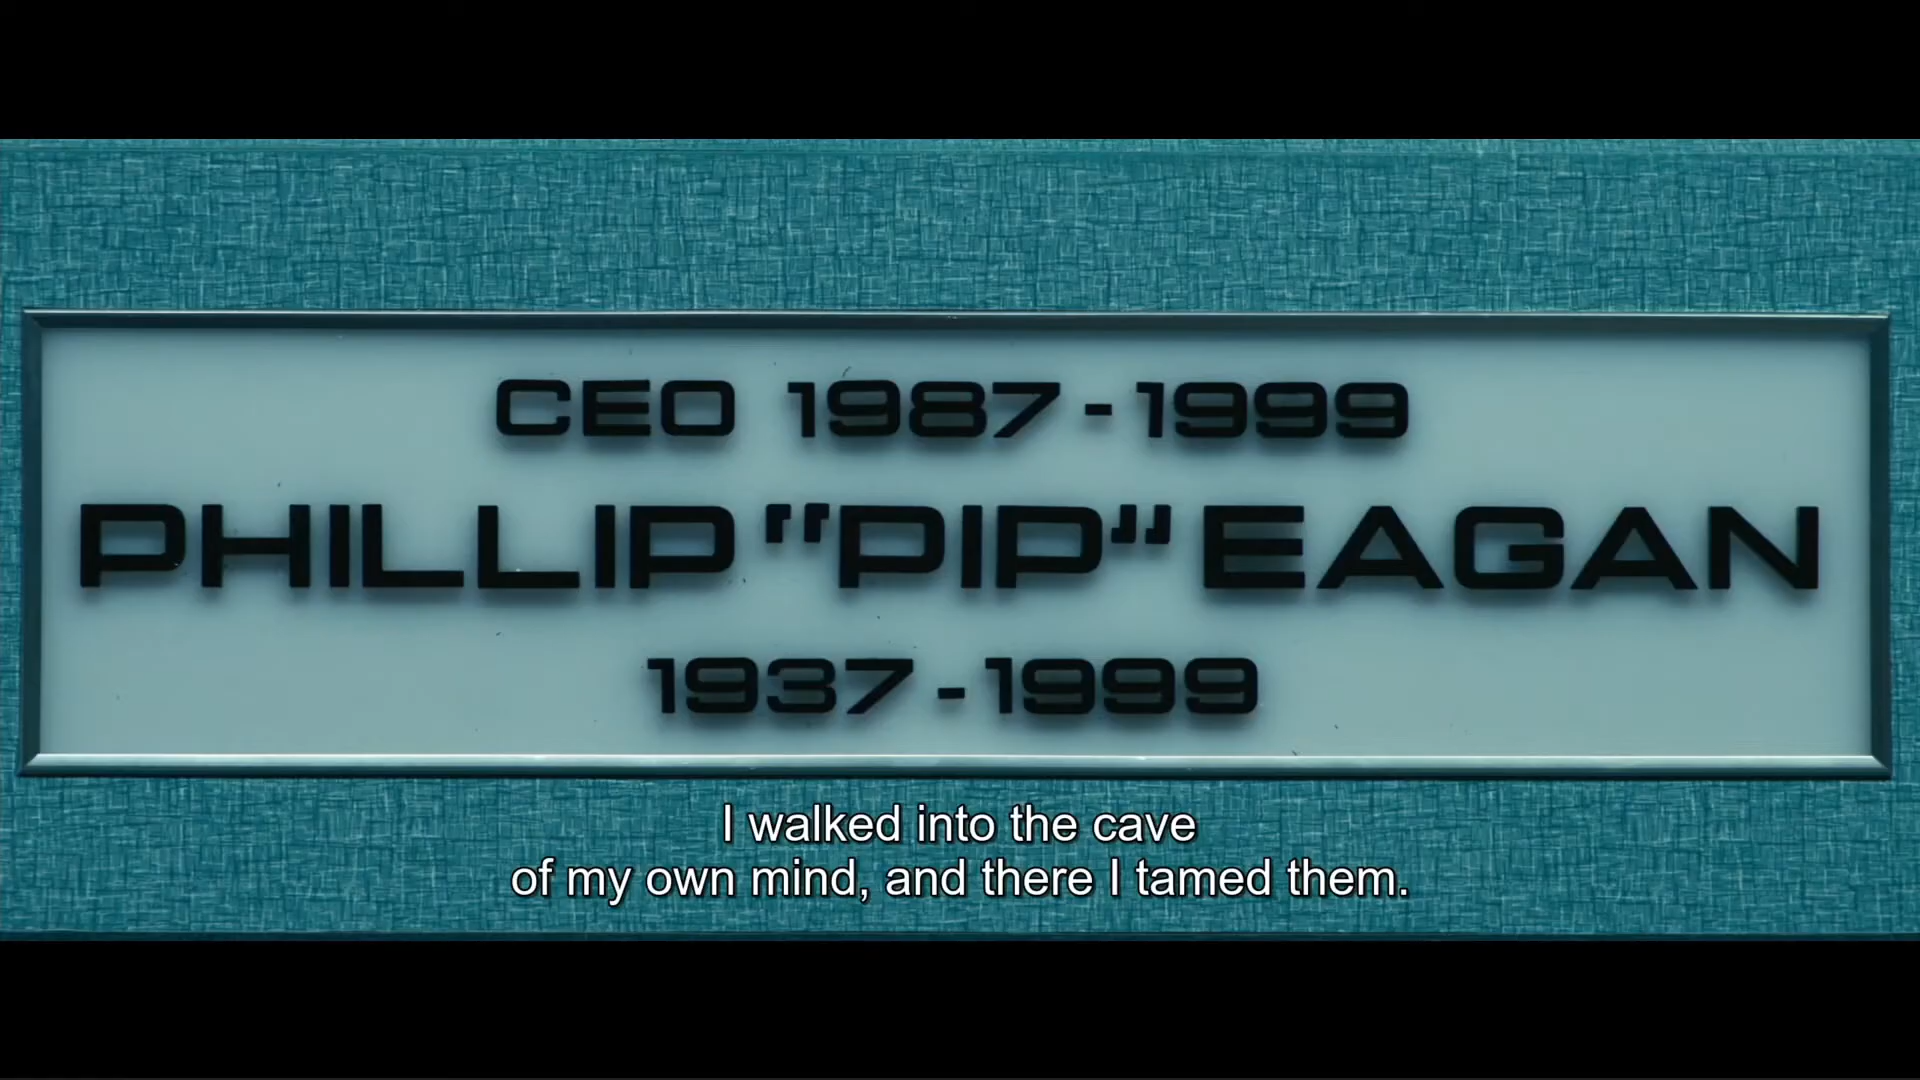 CEO 1987-1999
PHILLIP "PIP" EAGAN
1937-1999
I walked into the cave
of my own mind, and there I tamed them.